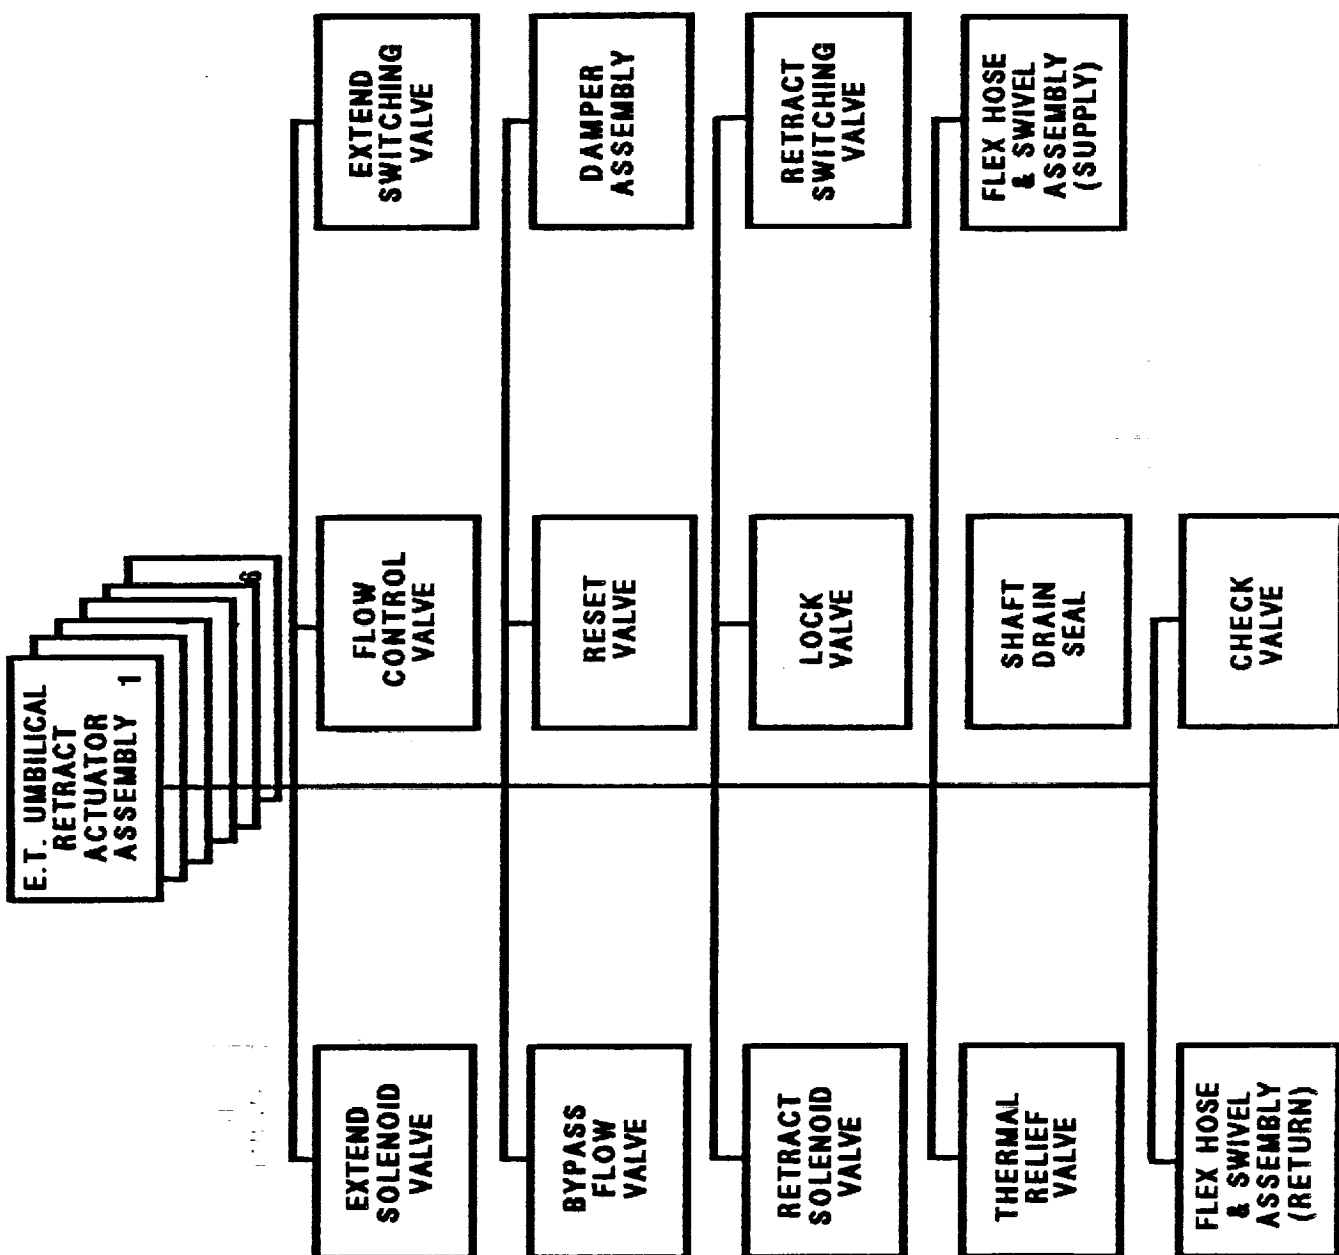 E.T. UMBILICAL
RETRACT
ACTUATOR
ASSEMBLY
1
6
EXTEND
SOLENOID
VALVE
FLOW
CONTROL
VALVE
EXTEND
SWITCHING
VALVE
BYPASS
FLOW
VALVE
RESET
VALVE
DAMPER
ASSEMBLY
RETRACT
SOLENOID
VALVE
LOCK
VALVE
RETRACT
SWITCHING
VALVE
THERMAL
RELIEF
VALVE
SHAFT
DRAIN
SEAL
FLEX HOSE
& SWIVEL
ASSEMBLY
(SUPPLY)
FLEX HOSE
& SWIVEL
ASSEMBLY
(RETURN)
CHECK
VALVE